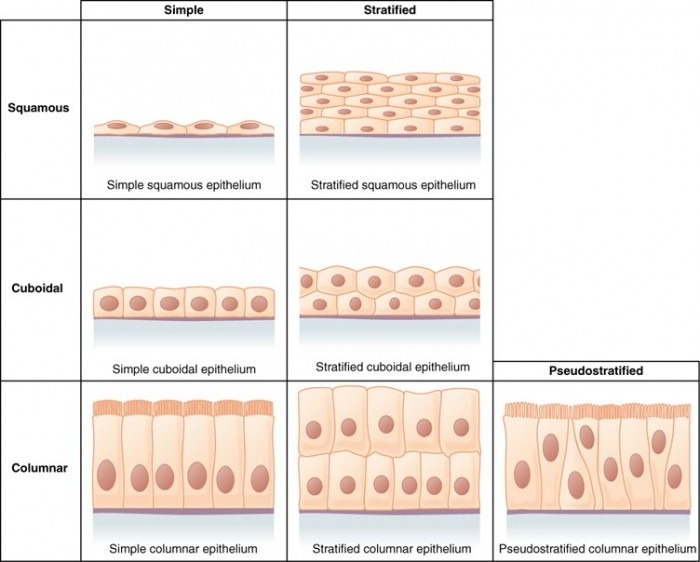 Simple
Stratified
Squamous
Simple squamous epithelium
Stratified squamous epithelium
Cuboidal
Simple cuboidal epithelium
Stratified cuboidal epithelium
Pseudostratified
Columnar
Simple columnar epithelium
Stratified columnar epithelium
Pseudostratified columnar epithelium